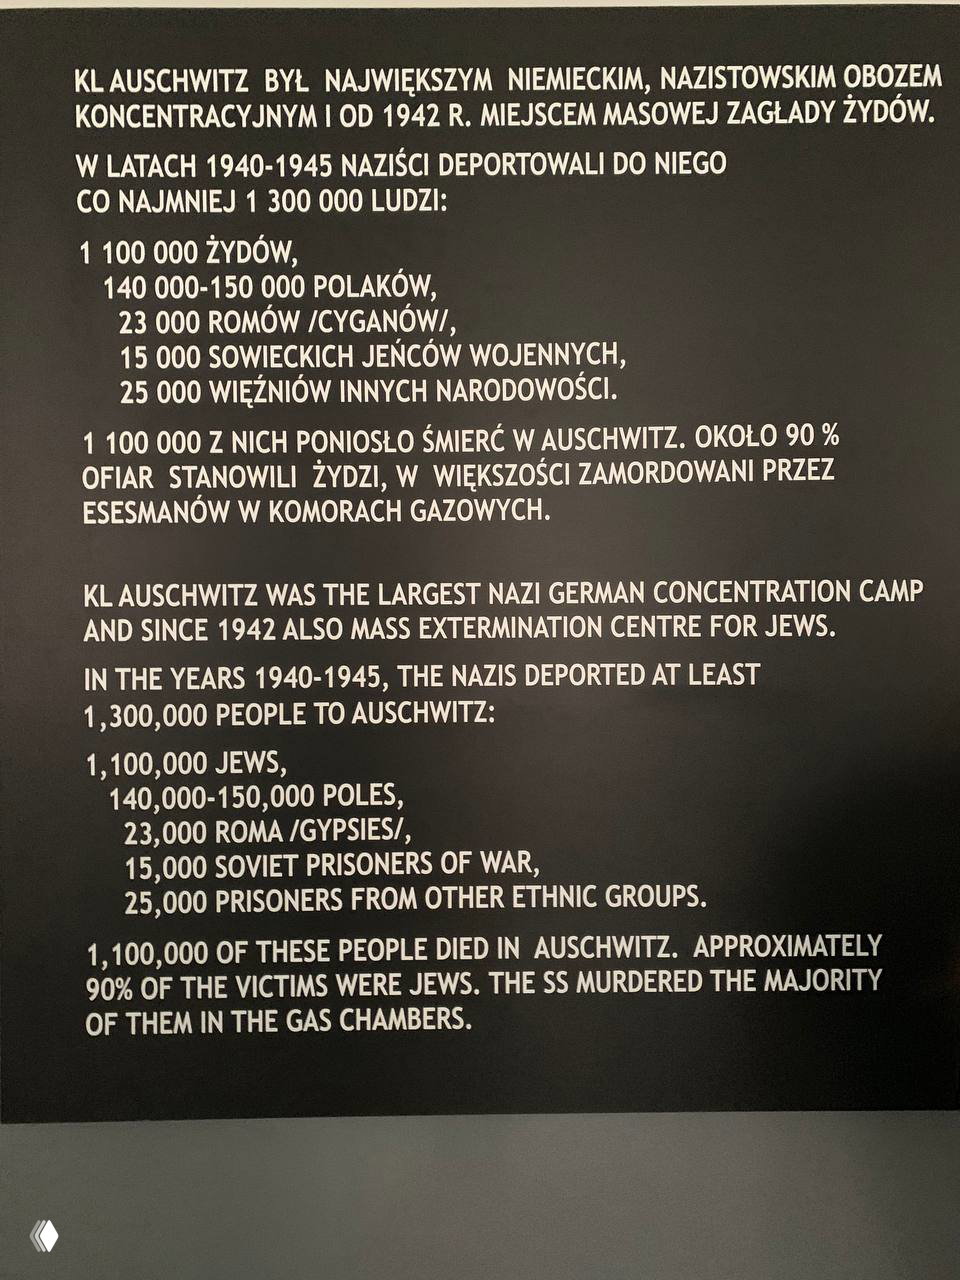 KL AUSCHWITZ BYŁ NAJWIĘKSZYM NIEMIECKIM, NAZISTOWSKIM OBOZEM
KONCENTRACYJNYM I OD 1942 R. MIEJSCEM MASOWEJ ZAGŁADY ŻYDÓW.
W LATACH 1940-1945 NAZIŚCI DEPORTOWALI DO NIEGO
CO NAJMNIEJ 1 300 000 LUDZI:
1 100 000 ŻYDÓW,
140 000-150 000 POLAKÓW,
23 000 ROMÓW /CYGANÓW/,
15 000 SOWIECKICH JEŃCÓW WOJENNYCH,
25 000 WIĘŹNIÓW INNYCH NARODOWOŚCI.
1 100 000 Z NICH PONIOSŁO ŚMIERĆ W AUSCHWITZ. OKOŁO 90 %
OFIAR STANOWILI ŻYDZI, W WIĘKSZOŚCI ZAMORDOWANI PRZEZ
ESESMANÓW W KOMORACH GAZOWYCH.
KL AUSCHWITZ WAS THE LARGEST NAZI GERMAN CONCENTRATION CAMP
AND SINCE 1942 ALSO MASS EXTERMINATION CENTRE FOR JEWS.
IN THE YEARS 1940-1945, THE NAZIS DEPORTED AT LEAST
1,300,000 PEOPLE TO AUSCHWITZ:
1,100,000 JEWS,
140,000-150,000 POLES,
23,000 ROMA /GYPSIES/,
15,000 SOVIET PRISONERS OF WAR,
25,000 PRISONERS FROM OTHER ETHNIC GROUPS.
1,100,000 OF THESE PEOPLE DIED IN AUSCHWITZ. APPROXIMATELY
90% OF THE VICTIMS WERE JEWS. THE SS MURDERED THE MAJORITY
OF THEM IN THE GAS CHAMBERS.